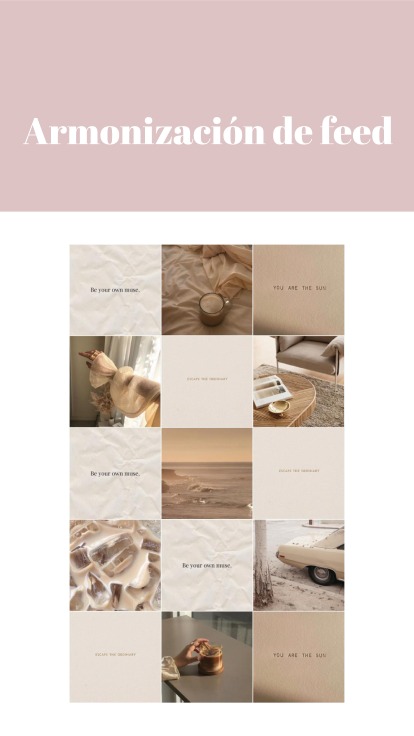 Armonización de feed
Be your own muse.
YOU ARE THE SUN
ESCAPE THE ORDINARY
Be your own muse.
ESCAPE THE ORDINARY
Be your own muse.
ESCAPE THE ORDINARY
YOU ARE THE SUN